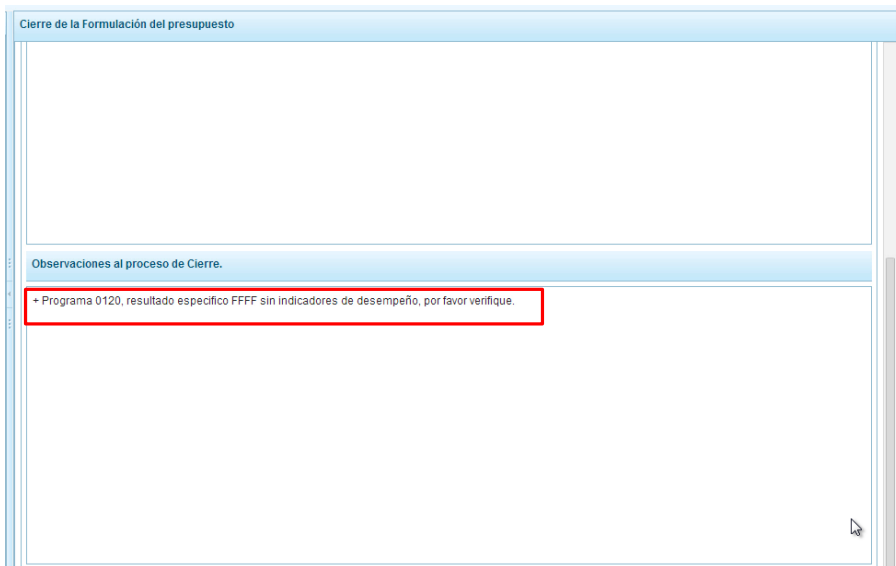 Cierre de la Formulación del presupuesto
Observaciones al proceso de Cierre.
+ Programa 0120, resultado especifico FFFF sin indicadores de desempeño, por favor verifique.